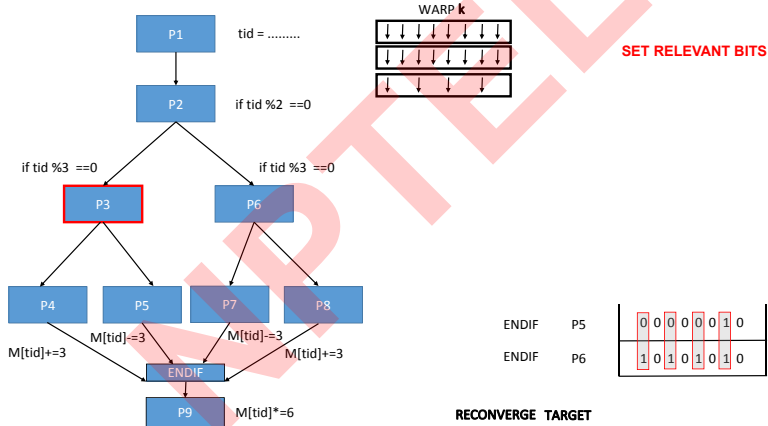 WARP k
P1
tid = .........
SET RELEVANT BITS
P2
if tid %2 ==0
if tid %3 ==0
if tid %3 ==0
P3
P6
P4
P5
P7
P8
M[tid]+=3
M[tid]-=3
M[tid]-=3
M[tid]+=3
ENDIF
P9
M[tid]*=6
ENDIF P5 0 0 0 0 0 0 1 0
ENDIF P6 1 0 1 0 1 0 1 0
RECONVERGE TARGET
NPTEL